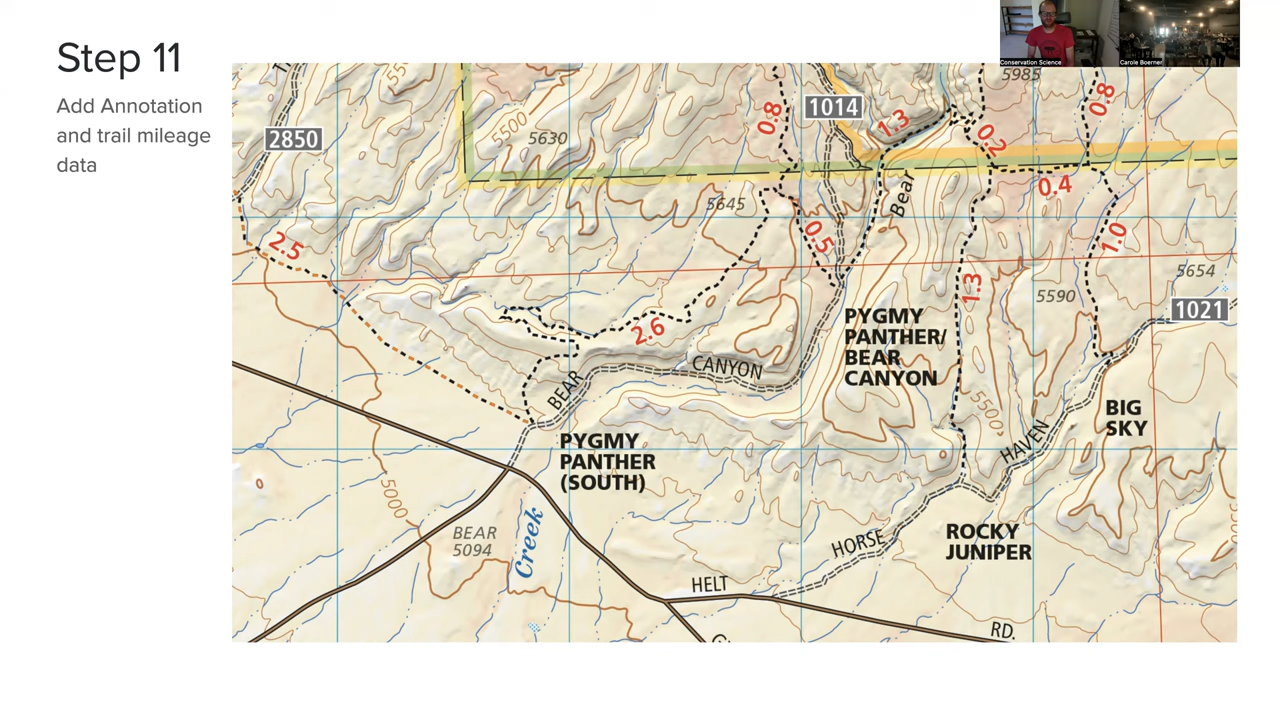 Step 11
Add Annotation
and trail mileage
data
Conservation Science
Carole Boerner
5985
0.8
1014
1.3
0.8
2850
5500
5630
0.2
0.4
Bear
5645
0.5
1.0
2.5
5654
1.3
5590
1021
2.6
PYGMY
PANTHER/
BEAR
CANYON
BEAR
CANYON
5500
BIG
SKY
HAVEN
PYGMY
PANTHER
(SOUTH)
5000
BEAR
5094
Creek
HORSE
ROCKY
JUNIPER
HELT
RD.